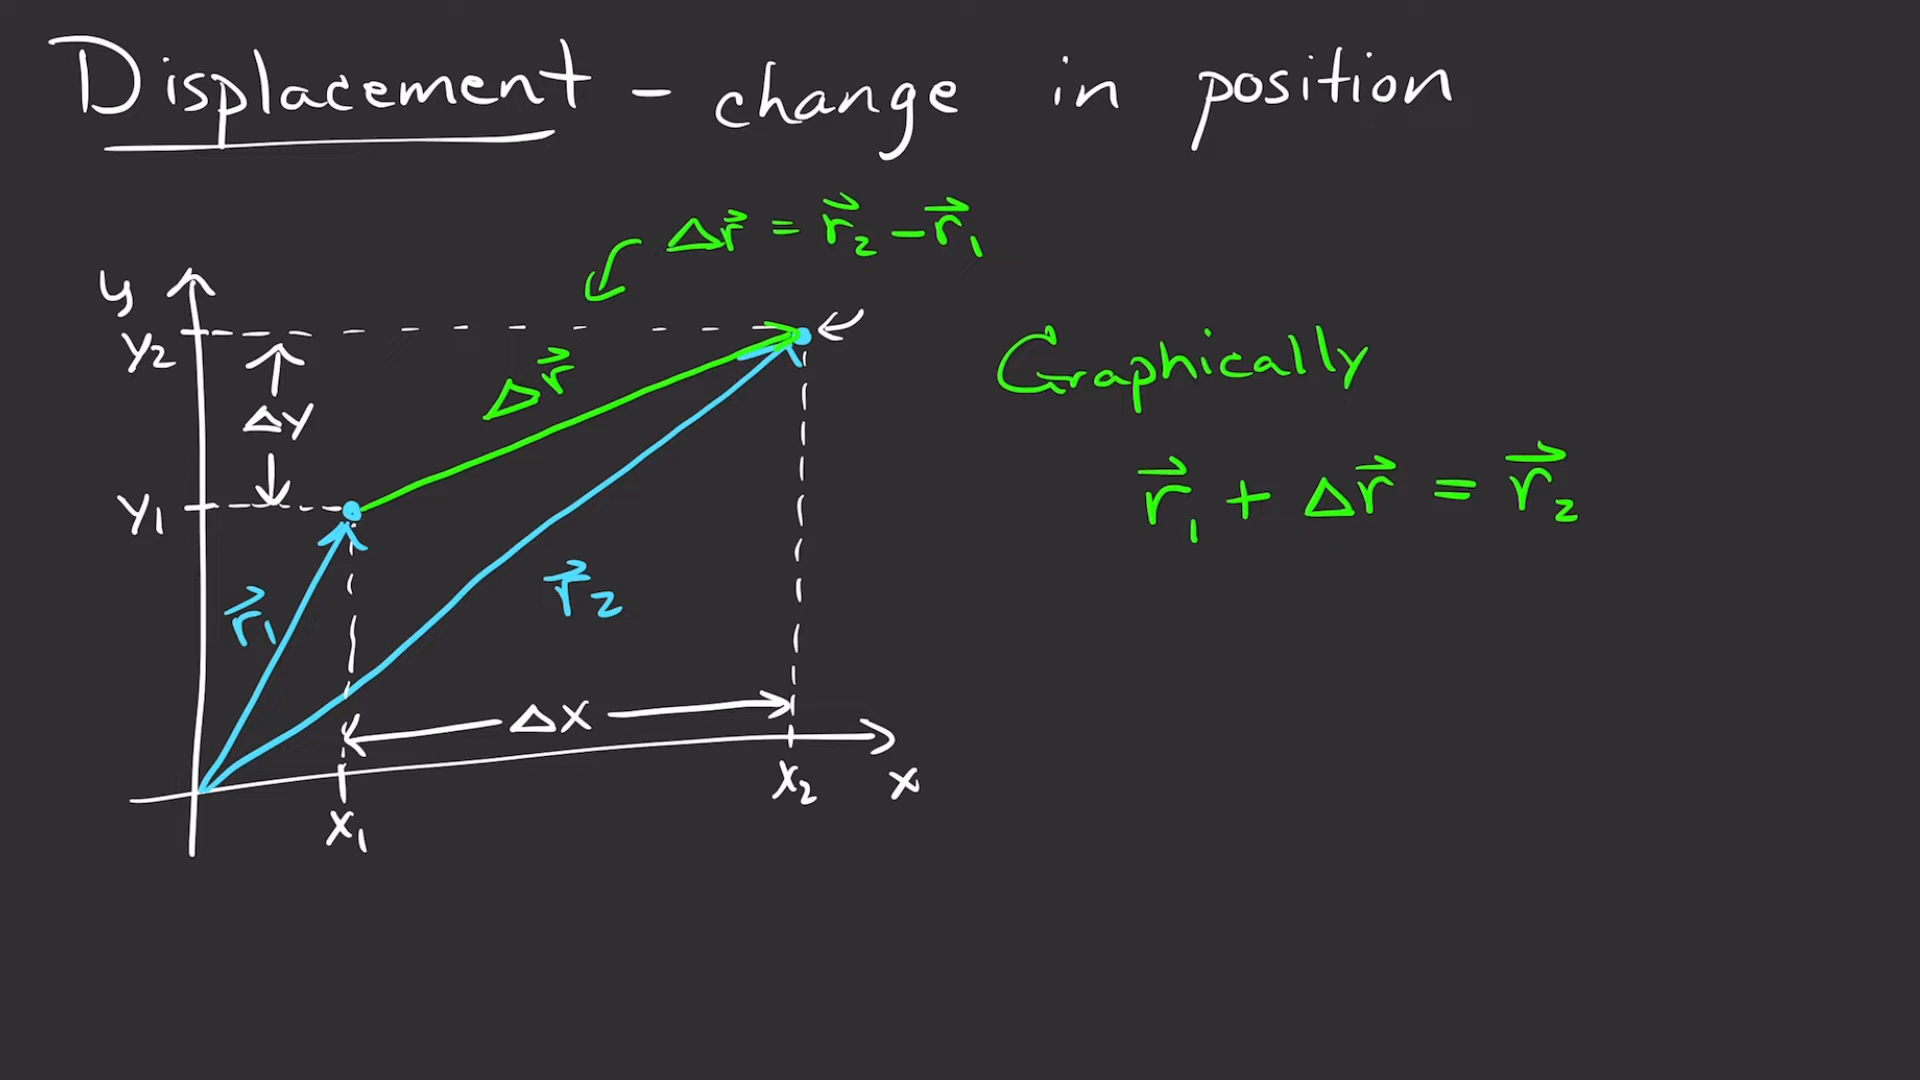 Displacement - change in position
Δr⃗ = r⃗₂ - r⃗₁
y
y₂
Δr⃗
Graphically
Δy
r⃗₁ + Δr⃗ = r⃗₂
y₁
r⃗₁
r⃗₂
Δx
x₁
x₂
x